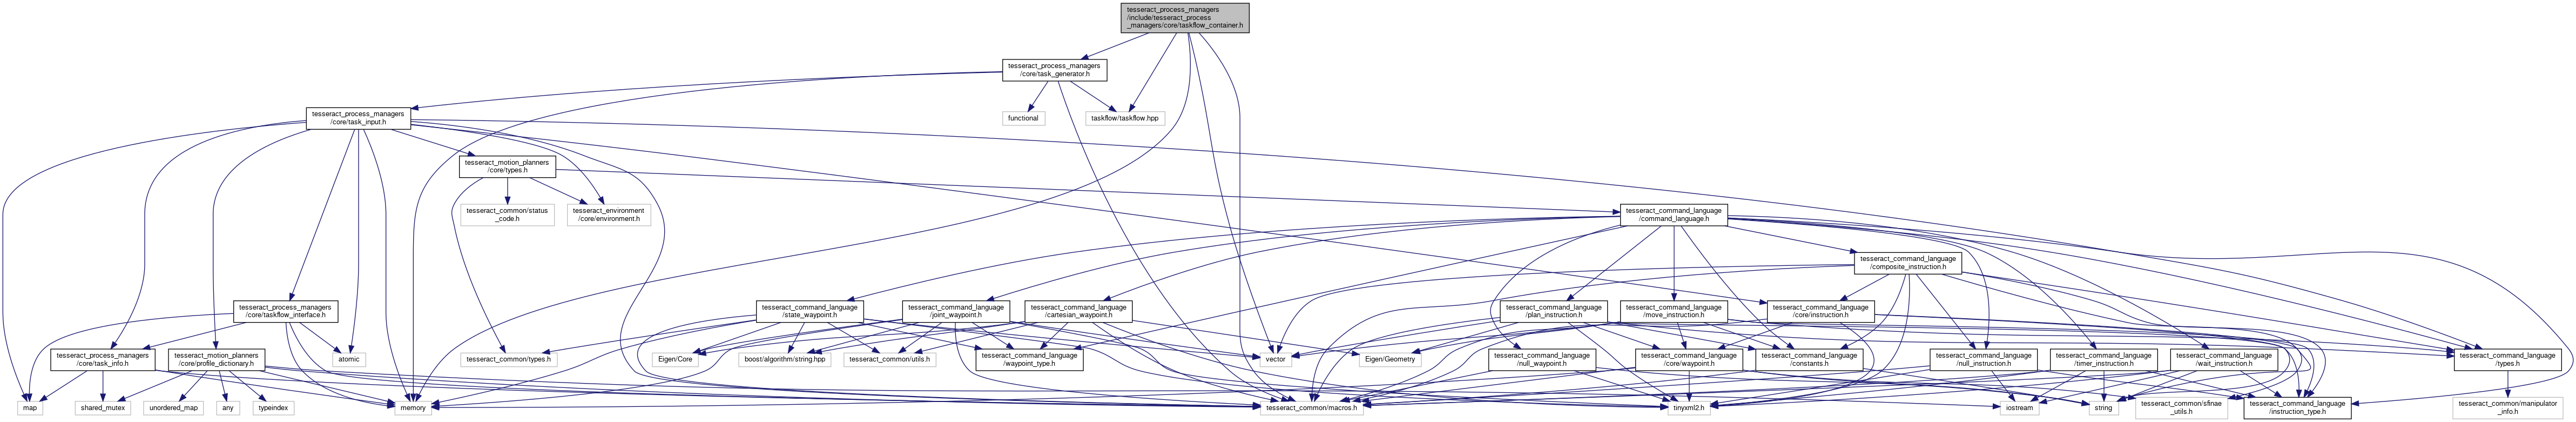 tesseract_process_managers
/include/tesseract_process
_managers/core/taskflow_container.h
tesseract_process_managers
/core/task_generator.h
tesseract_process_managers
/core/task_input.h
functional
taskflow/taskflow.hpp
tesseract_motion_planners
/core/types.h
tesseract_common/status
_code.h
tesseract_environment
/core/environment.h
tesseract_command_language
/command_language.h
tesseract_command_language
/composite_instruction.h
tesseract_process_managers
/core/taskflow_interface.h
tesseract_command_language
/state_waypoint.h
tesseract_command_language
/joint_waypoint.h
tesseract_command_language
/cartesian_waypoint.h
tesseract_command_language
/plan_instruction.h
tesseract_command_language
/move_instruction.h
tesseract_command_language
/core/instruction.h
tesseract_process_managers
/core/task_info.h
tesseract_motion_planners
/core/profile_dictionary.h
atomic
tesseract_common/types.h
Eigen/Core
boost/algorithm/string.hpp
tesseract_common/utils.h
tesseract_command_language
/waypoint_type.h
vector
Eigen/Geometry
tesseract_command_language
/null_waypoint.h
tesseract_command_language
/core/waypoint.h
tesseract_command_language
/constants.h
tesseract_command_language
/null_instruction.h
tesseract_command_language
/timer_instruction.h
tesseract_command_language
/wait_instruction.h
tesseract_command_language
/types.h
map
shared_mutex
unordered_map
any
typeindex
memory
tesseract_common/macros.h
tinyxml2.h
iostream
string
tesseract_common/sfinae
_utils.h
tesseract_command_language
/instruction_type.h
tesseract_common/manipulator
_info.h